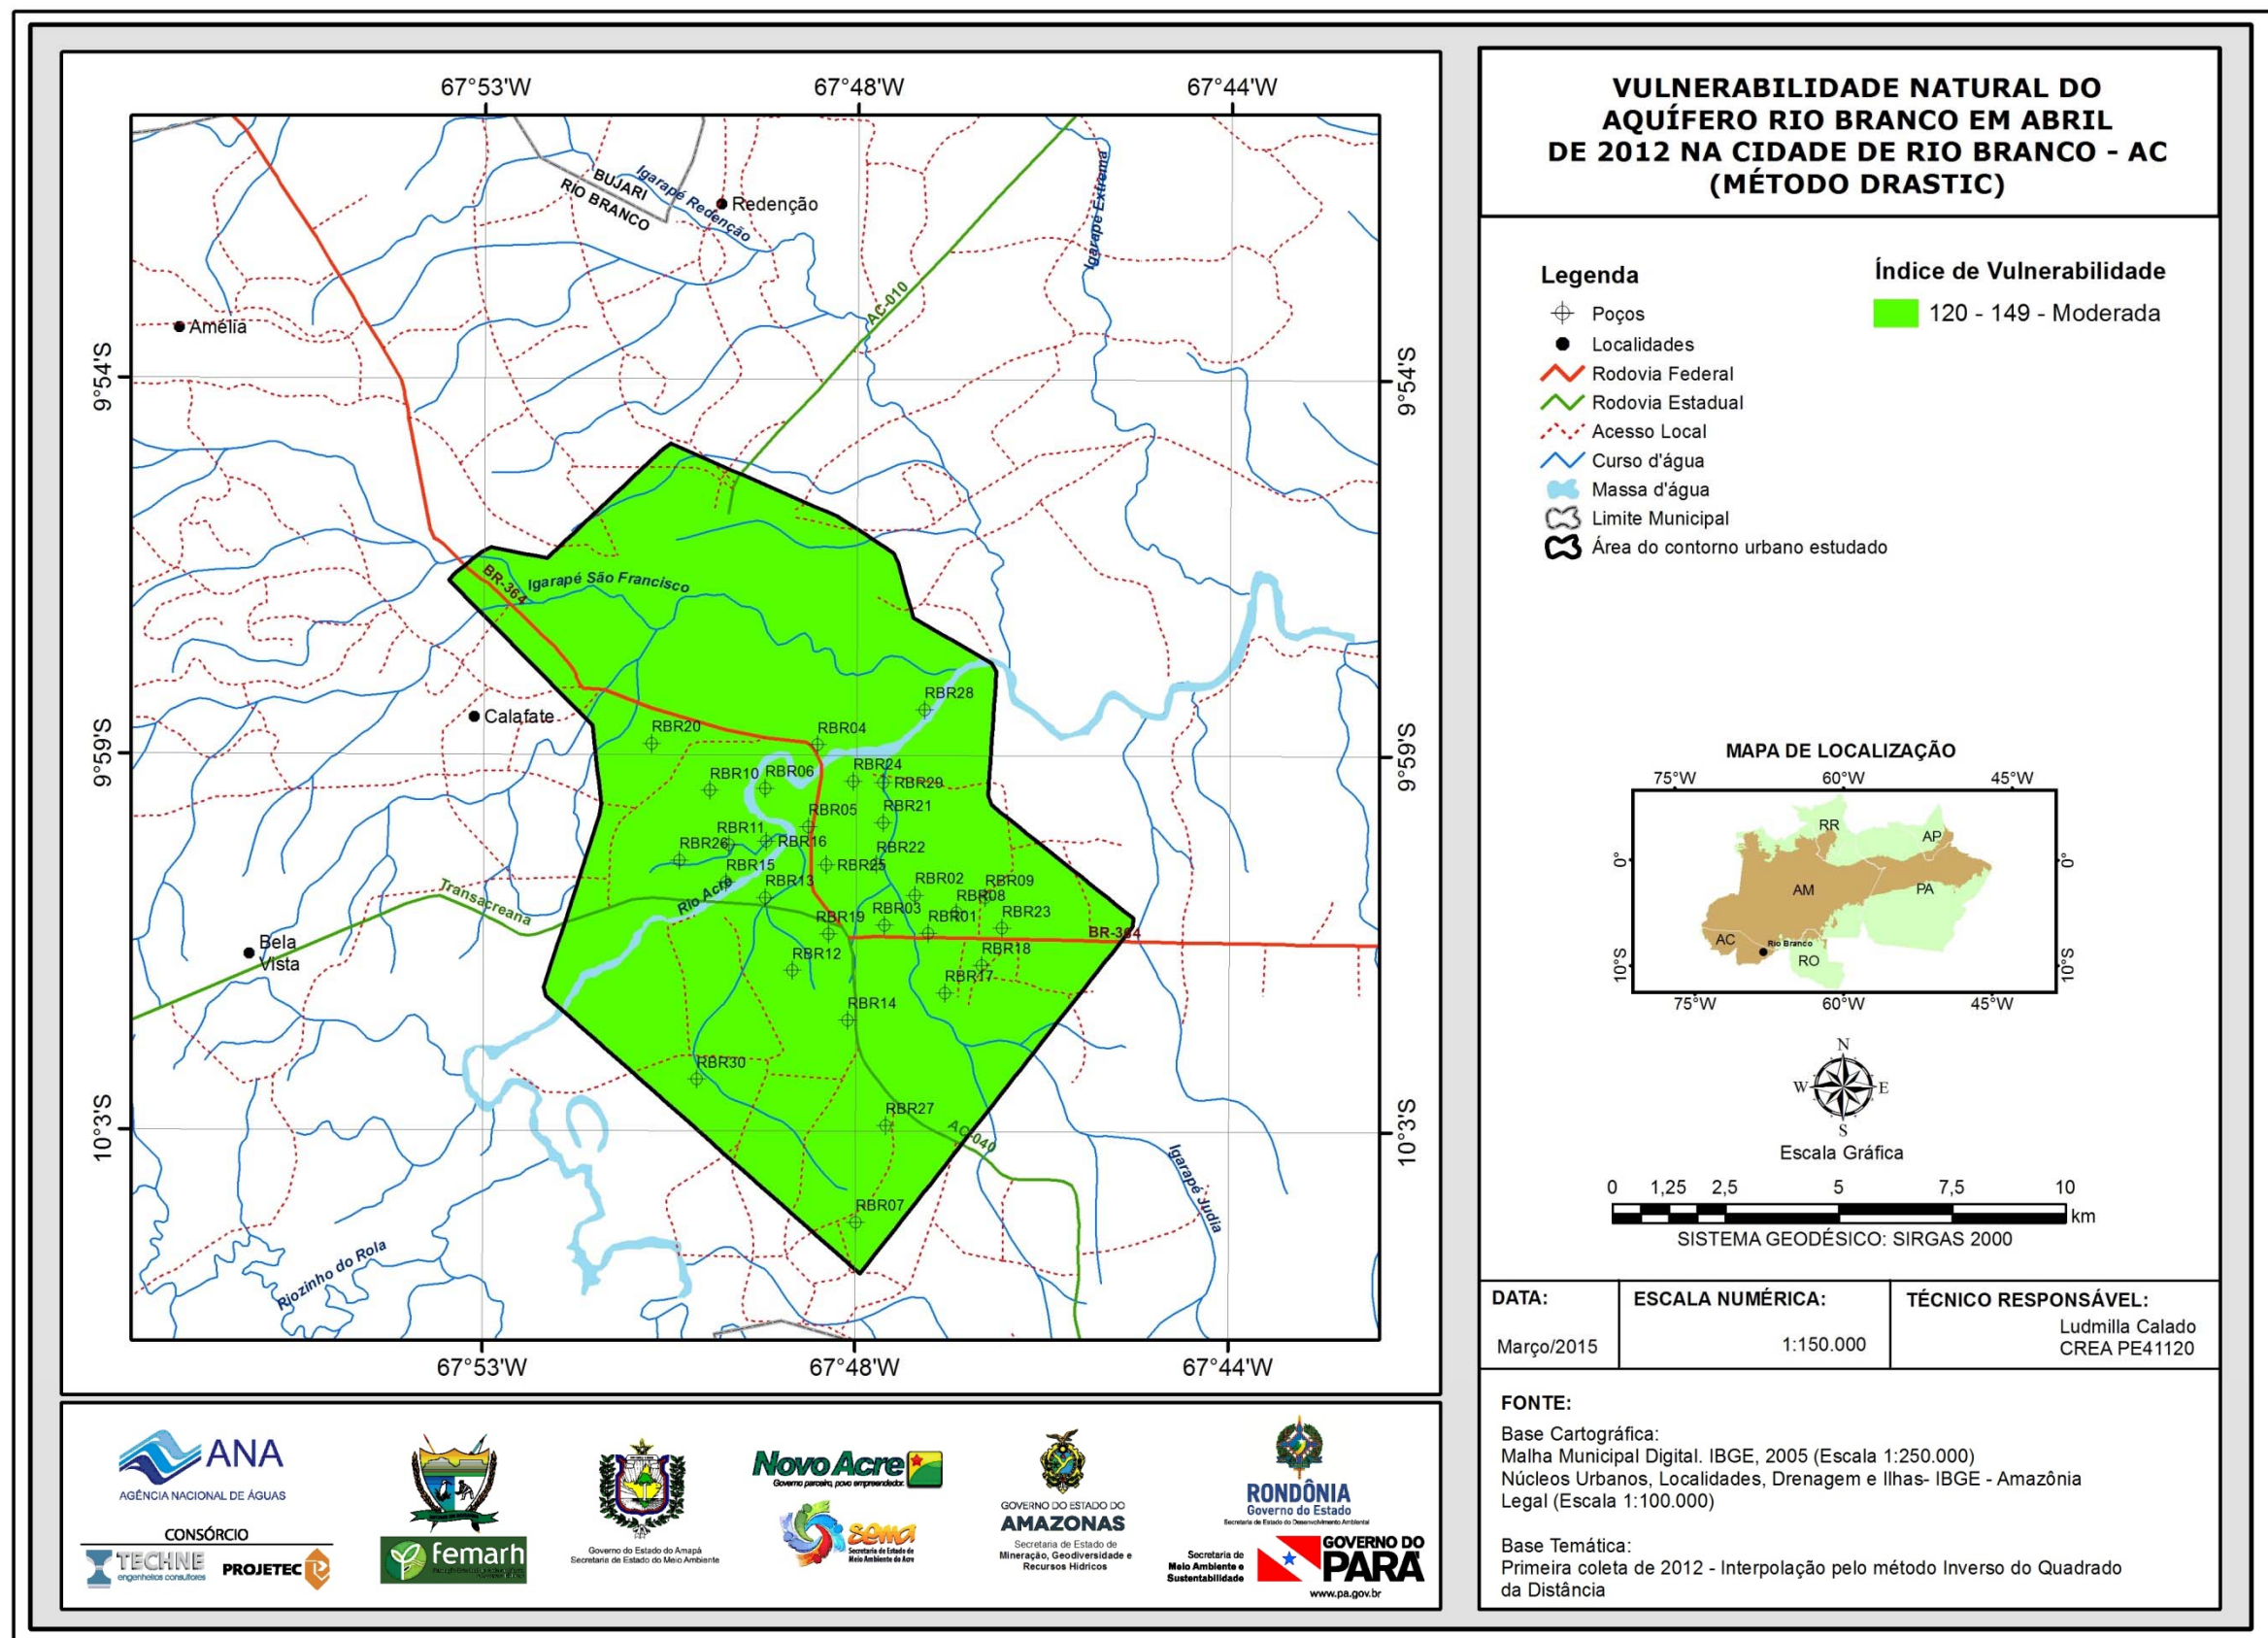 67°53'W
67°48'W
67°44'W
BUJARI
RIO BRANCO
Igarapé Redenção
Redenção
Igarapé Extrema
AC-010
Amélia
9°54'S
9°54'S
BR-364
Igarapé São Francisco
Calafate
9°59'S
9°59'S
RBR28
RBR20
RBR04
RBR24
RBR10
RBR06
RBR29
RBR05
RBR21
RBR11
RBR16
RBR26
RBR22
RBR15
RBR25
RBR13
RBR02
RBR09
RBR08
Rio Acre
Transacreana
RBR19
RBR03
RBR01
RBR23
BR-364
Bela
Vista
RBR12
RBR18
RBR17
RBR14
RBR30
RBR27
AC-040
10°3'S
10°3'S
Igarapé Judia
RBR07
Riozinho do Rola
67°53'W
67°48'W
67°44'W
VULNERABILIDADE NATURAL DO
AQUÍFERO RIO BRANCO EM ABRIL
DE 2012 NA CIDADE DE RIO BRANCO - AC
(MÉTODO DRASTIC)
Legenda
Poços
Localidades
Rodovia Federal
Rodovia Estadual
Acesso Local
Curso d'água
Massa d'água
Limite Municipal
Área do contorno urbano estudado
Índice de Vulnerabilidade
120 - 149 - Moderada
MAPA DE LOCALIZAÇÃO
75°W 60°W 45°W
RR
AP
0°
0°
AM
PA
AC
Rio Branco
RO
10°S
10°S
75°W 60°W 45°W
N
W
E
S
Escala Gráfica
0 1,25 2,5 5 7,5 10
km
SISTEMA GEODÉSICO: SIRGAS 2000
DATA:
Março/2015
ESCALA NUMÉRICA:
1:150.000
TÉCNICO RESPONSÁVEL:
Ludmilla Calado
CREA PE41120
FONTE:
Base Cartográfica:
Malha Municipal Digital. IBGE, 2005 (Escala 1:250.000)
Núcleos Urbanos, Localidades, Drenagem e Ilhas- IBGE - Amazônia
Legal (Escala 1:100.000)
Base Temática:
Primeira coleta de 2012 - Interpolação pelo método Inverso do Quadrado
da Distância
ANA
AGÊNCIA NACIONAL DE ÁGUAS
CONSÓRCIO
TECHNE
engenheiros consultores
PROJETEC
femarh
Governo do Estado do Amapá
Secretaria de Estado do Meio Ambiente
Novo Acre
Governo parceiro, povo empreendedor.
sema
Secretaria de Estado de
Meio Ambiente do Acre
GOVERNO DO ESTADO DO
AMAZONAS
Secretaria de Estado de
Mineração, Geodiversidade e
Recursos Hídricos
RONDÔNIA
Governo do Estado
Secretaria de Estado do Desenvolvimento Ambiental
Secretaria de
Meio Ambiente e
Sustentabilidade
GOVERNO DO
PARÁ
www.pa.gov.br